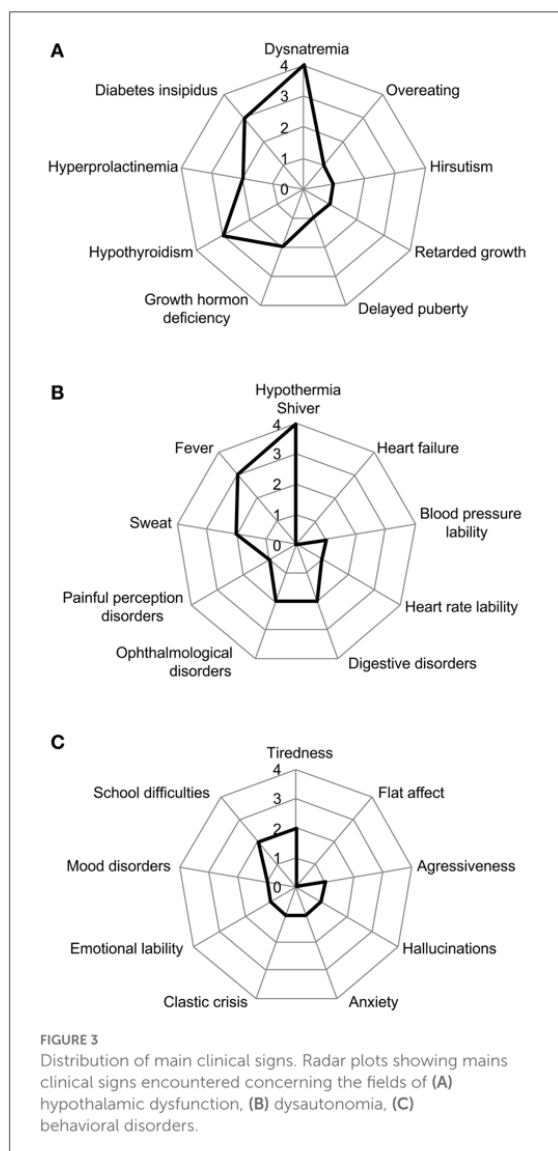 A
Dysnatremia
4
Diabetes insipidus
Overeating
3
2
Hyperprolactinemia
1
Hirsutism
0
Hypothyroidism
Retarded growth
Growth hormon
deficiency
Delayed puberty
B
Hypothermia
Shiver
4
Fever
Heart failure
3
2
Sweat
Blood pressure
lability
1
0
Painful perception
disorders
Heart rate lability
Ophthalmological
disorders
Digestive disorders
C
Tiredness
4
School difficulties
Flat affect
3
2
Mood disorders
Agressiveness
1
0
Emotional lability
Hallucinations
Clastic crisis
Anxiety
FIGURE 3
Distribution of main clinical signs. Radar plots showing mains
clinical signs encountered concerning the fields of (A)
hypothalamic dysfunction, (B) dysautonomia, (C)
behavioral disorders.